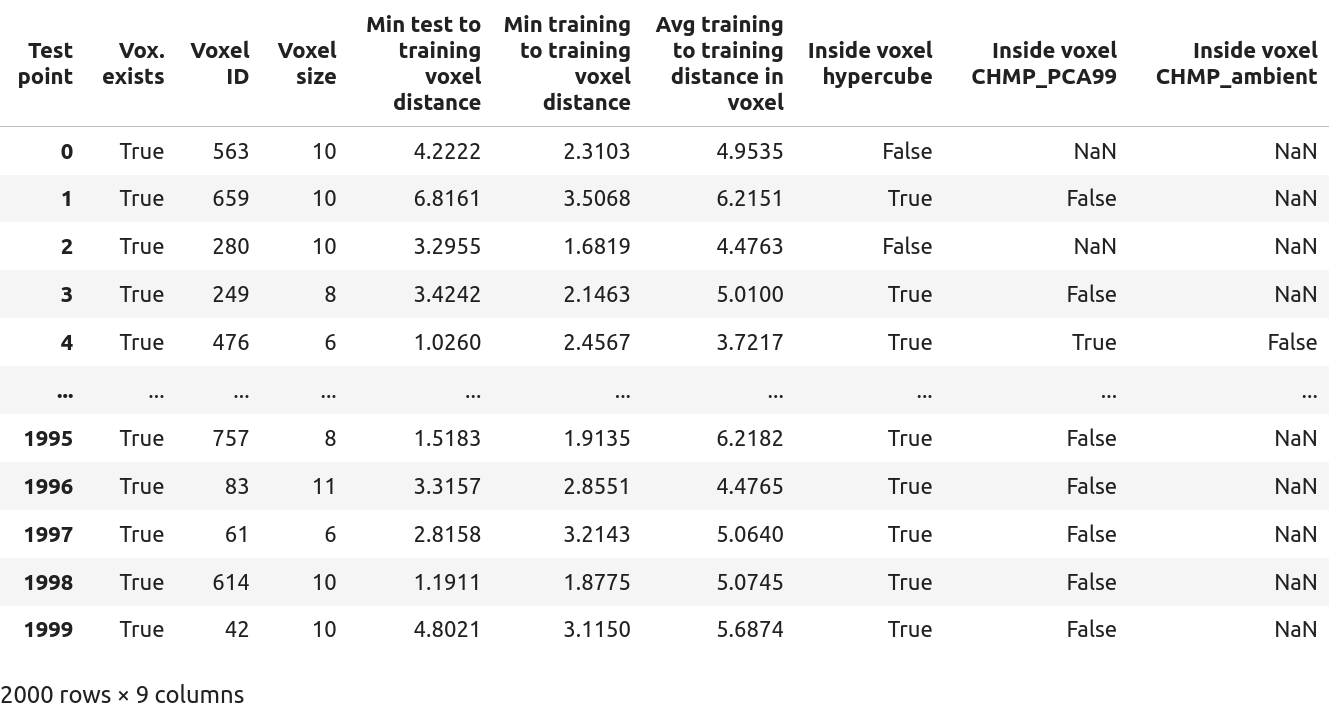 Min test to Min training Avg training
Test Vox. Voxel Voxel training to training to training Inside voxel Inside voxel Inside voxel
point exists ID size voxel voxel distance in hypercube CHMP_PCA99 CHMP_ambient
distance distance voxel
0 True 563 10 4.2222 2.3103 4.9535 False NaN NaN
1 True 659 10 6.8161 3.5068 6.2151 True False NaN
2 True 280 10 3.2955 1.6819 4.4763 False NaN NaN
3 True 249 8 3.4242 2.1463 5.0100 True False NaN
4 True 476 6 1.0260 2.4567 3.7217 True True False
... ... ... ... ... ... ... ... ... ...
1995 True 757 8 1.5183 1.9135 6.2182 True False NaN
1996 True 83 11 3.3157 2.8551 4.4765 True False NaN
1997 True 61 6 2.8158 3.2143 5.0640 True False NaN
1998 True 614 10 1.1911 1.8775 5.0745 True False NaN
1999 True 42 10 4.8021 3.1150 5.6874 True False NaN
2000 rows × 9 columns